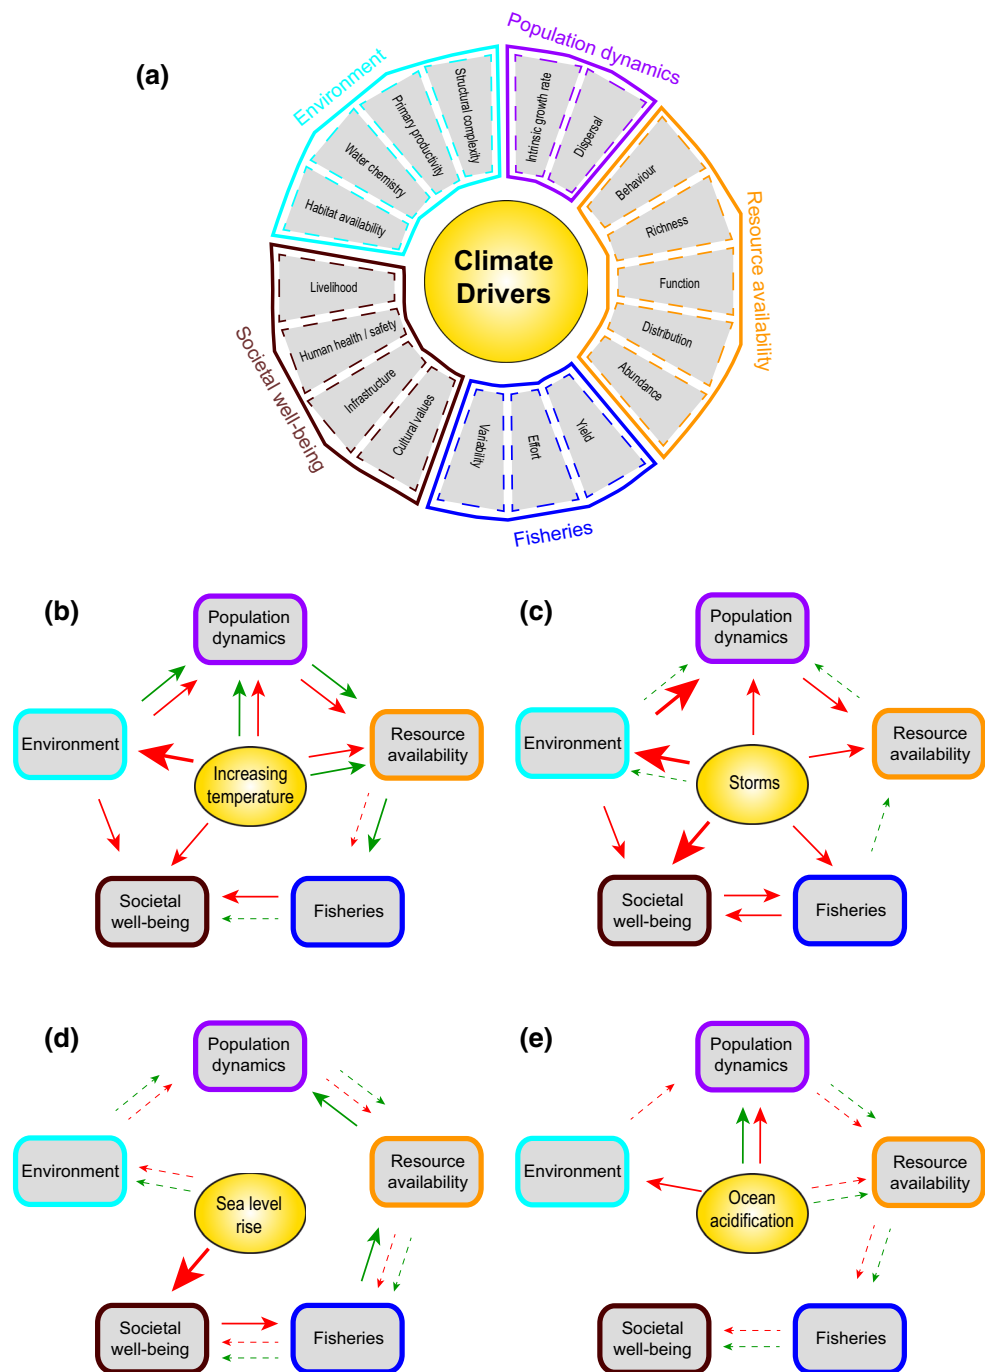 (a)
Environment
Structural complexity
Primary productivity
Water chemistry
Habitat availability
Population dynamics
Intrinsic growth rate
Dispersal
Resource availability
Behaviour
Richness
Function
Distribution
Abundance
Climate
Drivers
Societal well-being
Livelihood
Human health / safety
Infrastructure
Cultural values
Fisheries
Variability
Effort
Yield
(b)
Population
dynamics
Environment
Increasing
temperature
Resource
availability
Societal
well-being
Fisheries
(c)
Population
dynamics
Environment
Storms
Resource
availability
Societal
well-being
Fisheries
(d)
Population
dynamics
Environment
Sea level
rise
Resource
availability
Societal
well-being
Fisheries
(e)
Population
dynamics
Environment
Ocean
acidification
Resource
availability
Societal
well-being
Fisheries